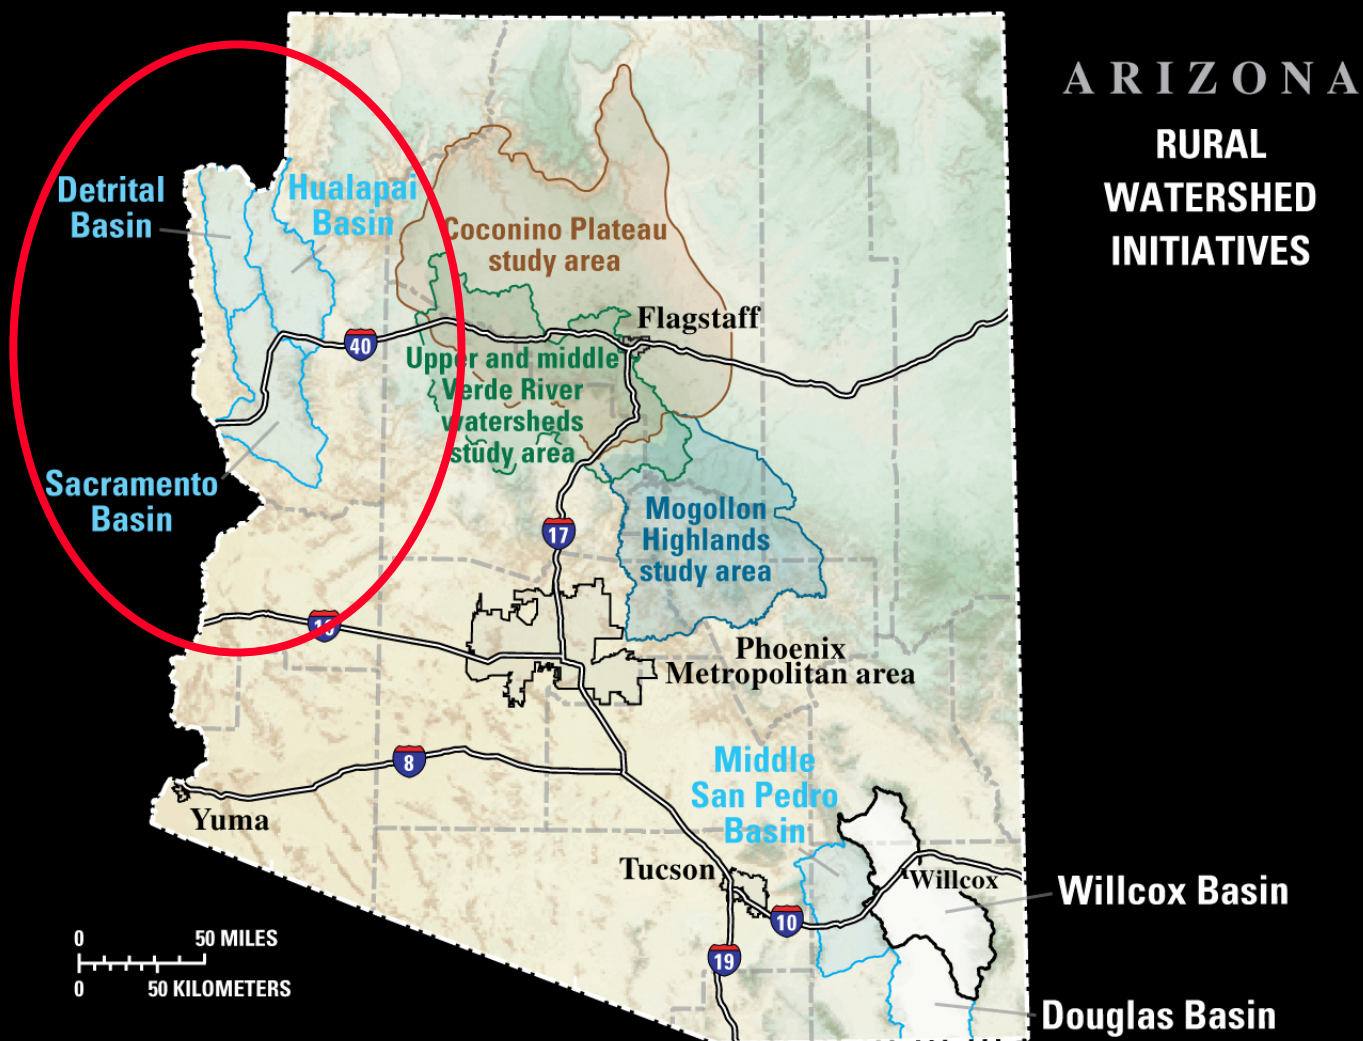 ARIZONA
RURAL
WATERSHED
INITIATIVES
Detrital
Basin
Hualapai
Basin
Coconino Plateau
study area
Flagstaff
40
Upper and middle
Verde River
watersheds
study area
Sacramento
Basin
Mogollon
Highlands
study area
17
10
Phoenix
Metropolitan area
8
Middle
San Pedro
Basin
Yuma
Tucson
Willcox
Willcox Basin
10
19
0 50 MILES
0 50 KILOMETERS
Douglas Basin